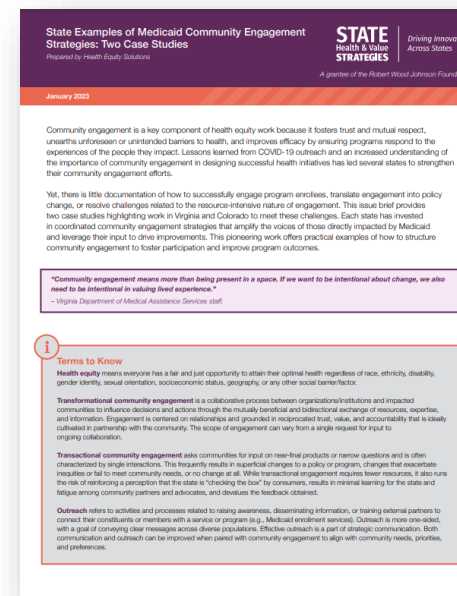 State Examples of Medicaid Community Engagement
Strategies: Two Case Studies
Prepared by Health Equity Solutions
STATE
Health & Value
STRATEGIES
Driving Innova
Across States
A grantee of the Robert Wood Johnson Found
January 2023
Community engagement is a key component of health equity work because it fosters trust and mutual respect,
unearths unforeseen or unintended barriers to health, and improves efficacy by ensuring programs respond to the
experiences of the people they impact. Lessons learned from COVID-19 outreach and an increased understanding of
the importance of community engagement in designing successful health initiatives has led several states to strengthen
their community engagement efforts.
Yet, there is little documentation of how to successfully engage program enrollees, translate engagement into policy
change, or resolve challenges related to the resource-intensive nature of engagement. This issue brief provides
two case studies highlighting work in Virginia and Colorado to meet these challenges. Each state has invested
in coordinated community engagement strategies that amplify the voices of those directly impacted by Medicaid
and leverage their input to drive improvements. This pioneering work offers practical examples of how to structure
community engagement to foster participation and improve program outcomes.
"Community engagement means more than being present in a space. If we want to be intentional about change, we also
need to be intentional in valuing lived experience."
– Virginia Department of Medical Assistance Services staff.
i
Terms to Know
Health equity means everyone has a fair and just opportunity to attain their optimal health regardless of race, ethnicity, disability,
gender identity, sexual orientation, socioeconomic status, geography, or any other social barrier/factor.
Transformational community engagement is a collaborative process between organizations/institutions and impacted
communities to influence decisions and actions through the mutually beneficial and bidirectional exchange of resources, expertise,
and information. Engagement is centered on relationships and grounded in reciprocated trust, value, and accountability that is ideally
cultivated in partnership with the community. The scope of engagement can vary from a single request for input to
ongoing collaboration.
Transactional community engagement asks communities for input on near-final products or narrow questions and is often
characterized by single interactions. This frequently results in superficial changes to a policy or program, changes that exacerbate
inequities or fail to meet community needs, or no change at all. While transactional engagement requires fewer resources, it also runs
the risk of reinforcing a perception that the state is "checking the box" by consumers, results in minimal learning for the state and
fatigue among community partners and advocates, and devalues the feedback obtained.
Outreach refers to activities and processes related to raising awareness, disseminating information, or training external partners to
connect their constituents or members with a service or program (e.g., Medicaid enrollment services). Outreach is more one-sided,
with a goal of conveying clear messages across diverse populations. Effective outreach is a part of strategic communication. Both
communication and outreach can be improved when paired with community engagement to align with community needs, priorities,
and preferences.